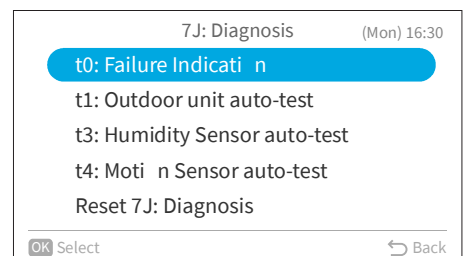 7J: Diagnosis (Mon) 16:30
t0: Failure Indicati n
t1: Outdoor unit auto-test
t3: Humidity Sensor auto-test
t4: Moti n Sensor auto-test
Reset 7J: Diagnosis
OK Select Back